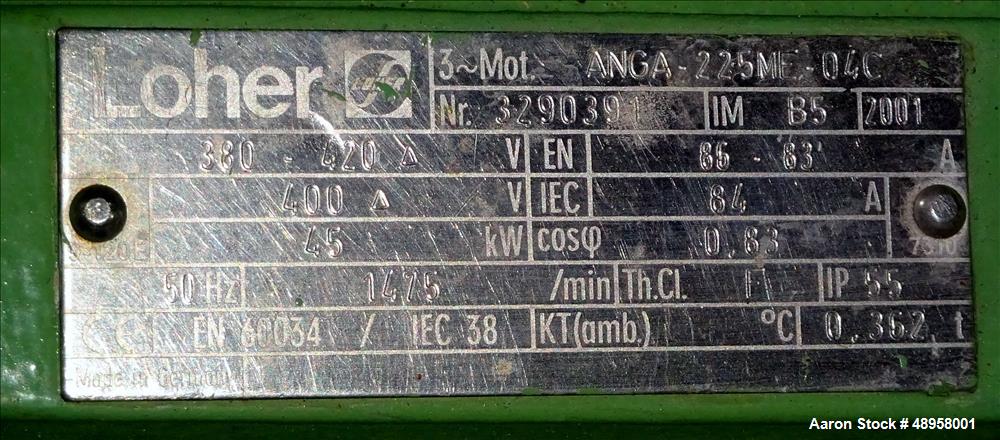 Loher 3~Mot. ANGA-225ME-04C
Nr. 3290391 IM B5 2001
380 - 420 Δ V EN 86 - 83 A
400 Δ V IEC 84 A
45 kW cosφ 0,83
50 Hz 1475 /min Th.Cl. F IP 55
CE EN 60034 / IEC 38 KT(amb.) °C 0,362 t
Made in Germany
Aaron Stock # 48958001